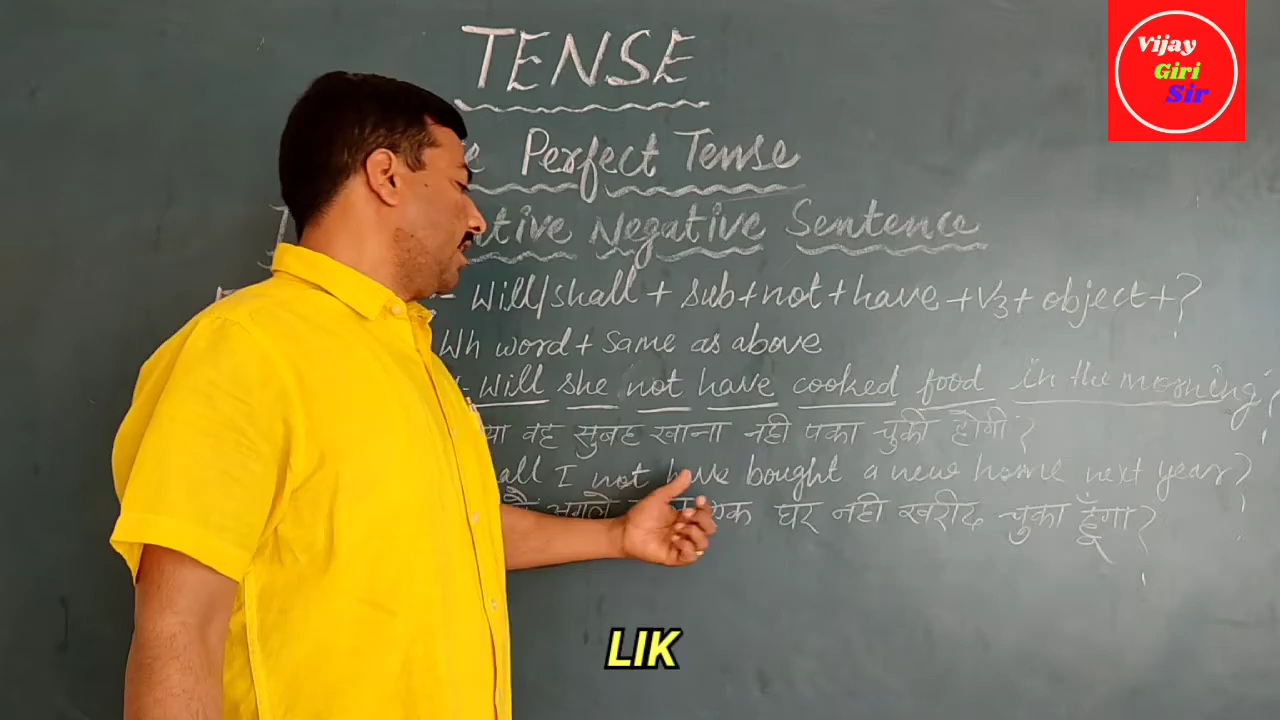 TENSE
Vijay
Giri
Sir
Perfect Tense
Negative Sentence
- Will/shall + sub + not + have + V3 + object + ?
Wh word + same as above
- Will she not have cooked food in the morning?
वह सुबह खाना नही पका चुकी होगी?
I not have bought a new home next year?
अगले एक घर नही खरीद चुका हूँगा?
LIK